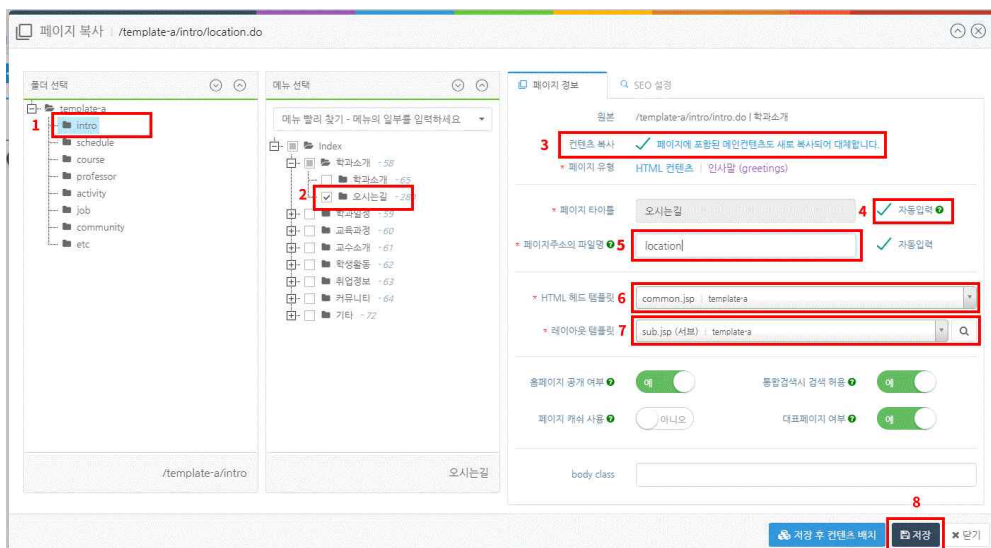 페이지 복사 | /template-a/intro/location.do
폴더 선택
template-a
1 intro
schedule
course
professor
activity
job
community
etc
/template-a/intro
메뉴 선택
메뉴 빨리 찾기 - 메뉴의 일부를 입력하세요
Index
학과소개 -58
학과소개 -65
2 오시는길 -28
학과일정 -59
교육과정 -60
교수소개 -61
학생활동 -62
취업정보 -63
커뮤니티 -64
기타 -72
오시는길
페이지 정보 SEO 설정
원본 /template-a/intro/intro.do | 학과소개
3 컨텐츠 복사 페이지에 포함된 메인컨텐츠도 새로 복사되어 대체합니다.
* 페이지 유형 HTML 컨텐츠 | 인사말 (greetings)
* 페이지 타이틀 오시는길 4 자동입력
* 페이지주소의 파일명 5 location 자동입력
* HTML 헤드 템플릿 6 common.jsp | template-a
* 레이아웃 템플릿 7 sub.jsp (서브) | template-a
홈페이지 공개 여부 예 통합검색시 검색 허용 예
페이지 캐쉬 사용 아니오 대표페이지 여부 예
body class
8
저장 후 컨텐츠 배치 저장 × 닫기